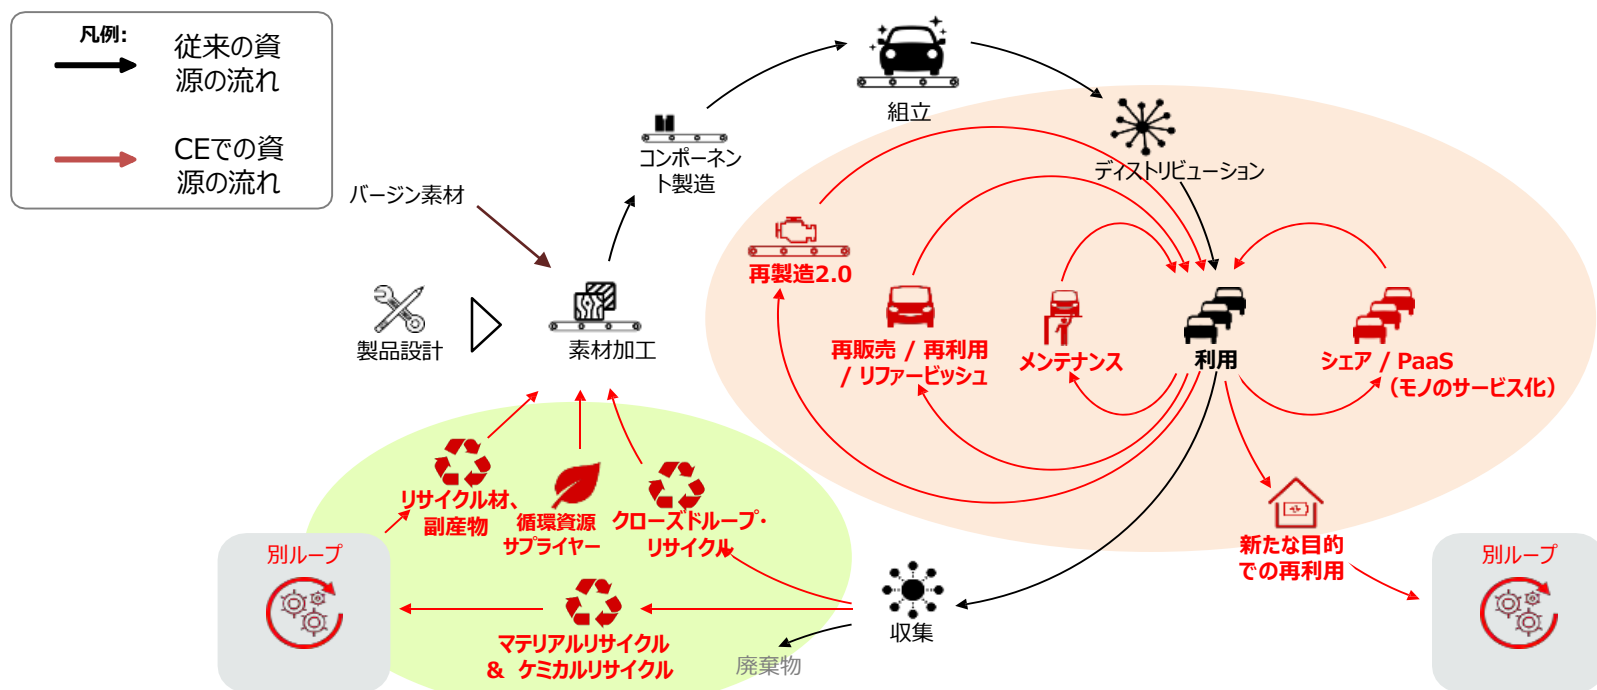 凡例:
従来の資
源の流れ
CEでの資
源の流れ
組立
コンポーネン
ト製造
ディストリビューション
バージン素材
再製造2.0
製品設計
素材加工
再販売 / 再利用
/ リファービッシュ
メンテナンス
利用
シェア / PaaS
（モノのサービス化）
リサイクル材、
副産物
循環資源
サプライヤー
クローズドループ・
リサイクル
別ループ
新たな目的
での再利用
別ループ
収集
マテリアルリサイクル
& ケミカルリサイクル
廃棄物